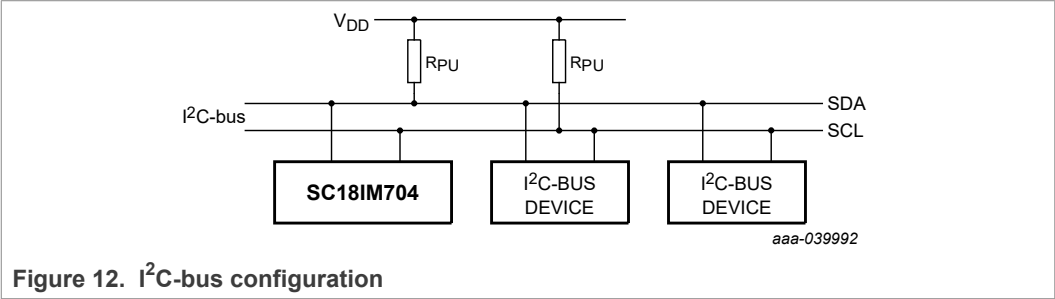 VDD
RPU RPU
SDA
I2C-bus
SCL
SC18IM704
I2C-BUS
DEVICE
I2C-BUS
DEVICE
aaa-039992
Figure 12. I2C-bus configuration